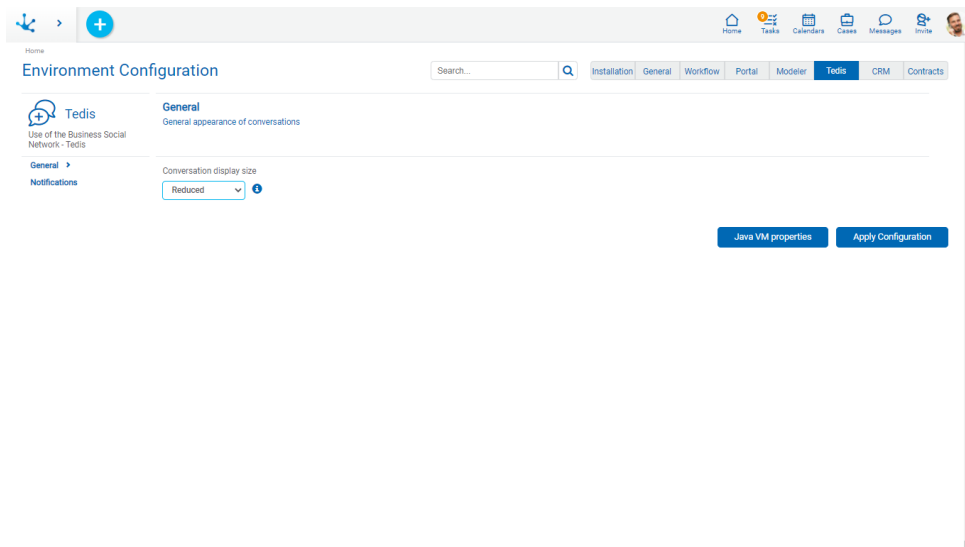 9
Home
Tasks
Calendars
Cases
Messages
Invite
Home
Environment Configuration
Search...
Installation
General
Workflow
Portal
Modeler
Tedis
CRM
Contracts
Tedis
Use of the Business Social
Network - Tedis
General
Notifications
General
General appearance of conversations
Conversation display size
Reduced
Java VM properties
Apply Configuration